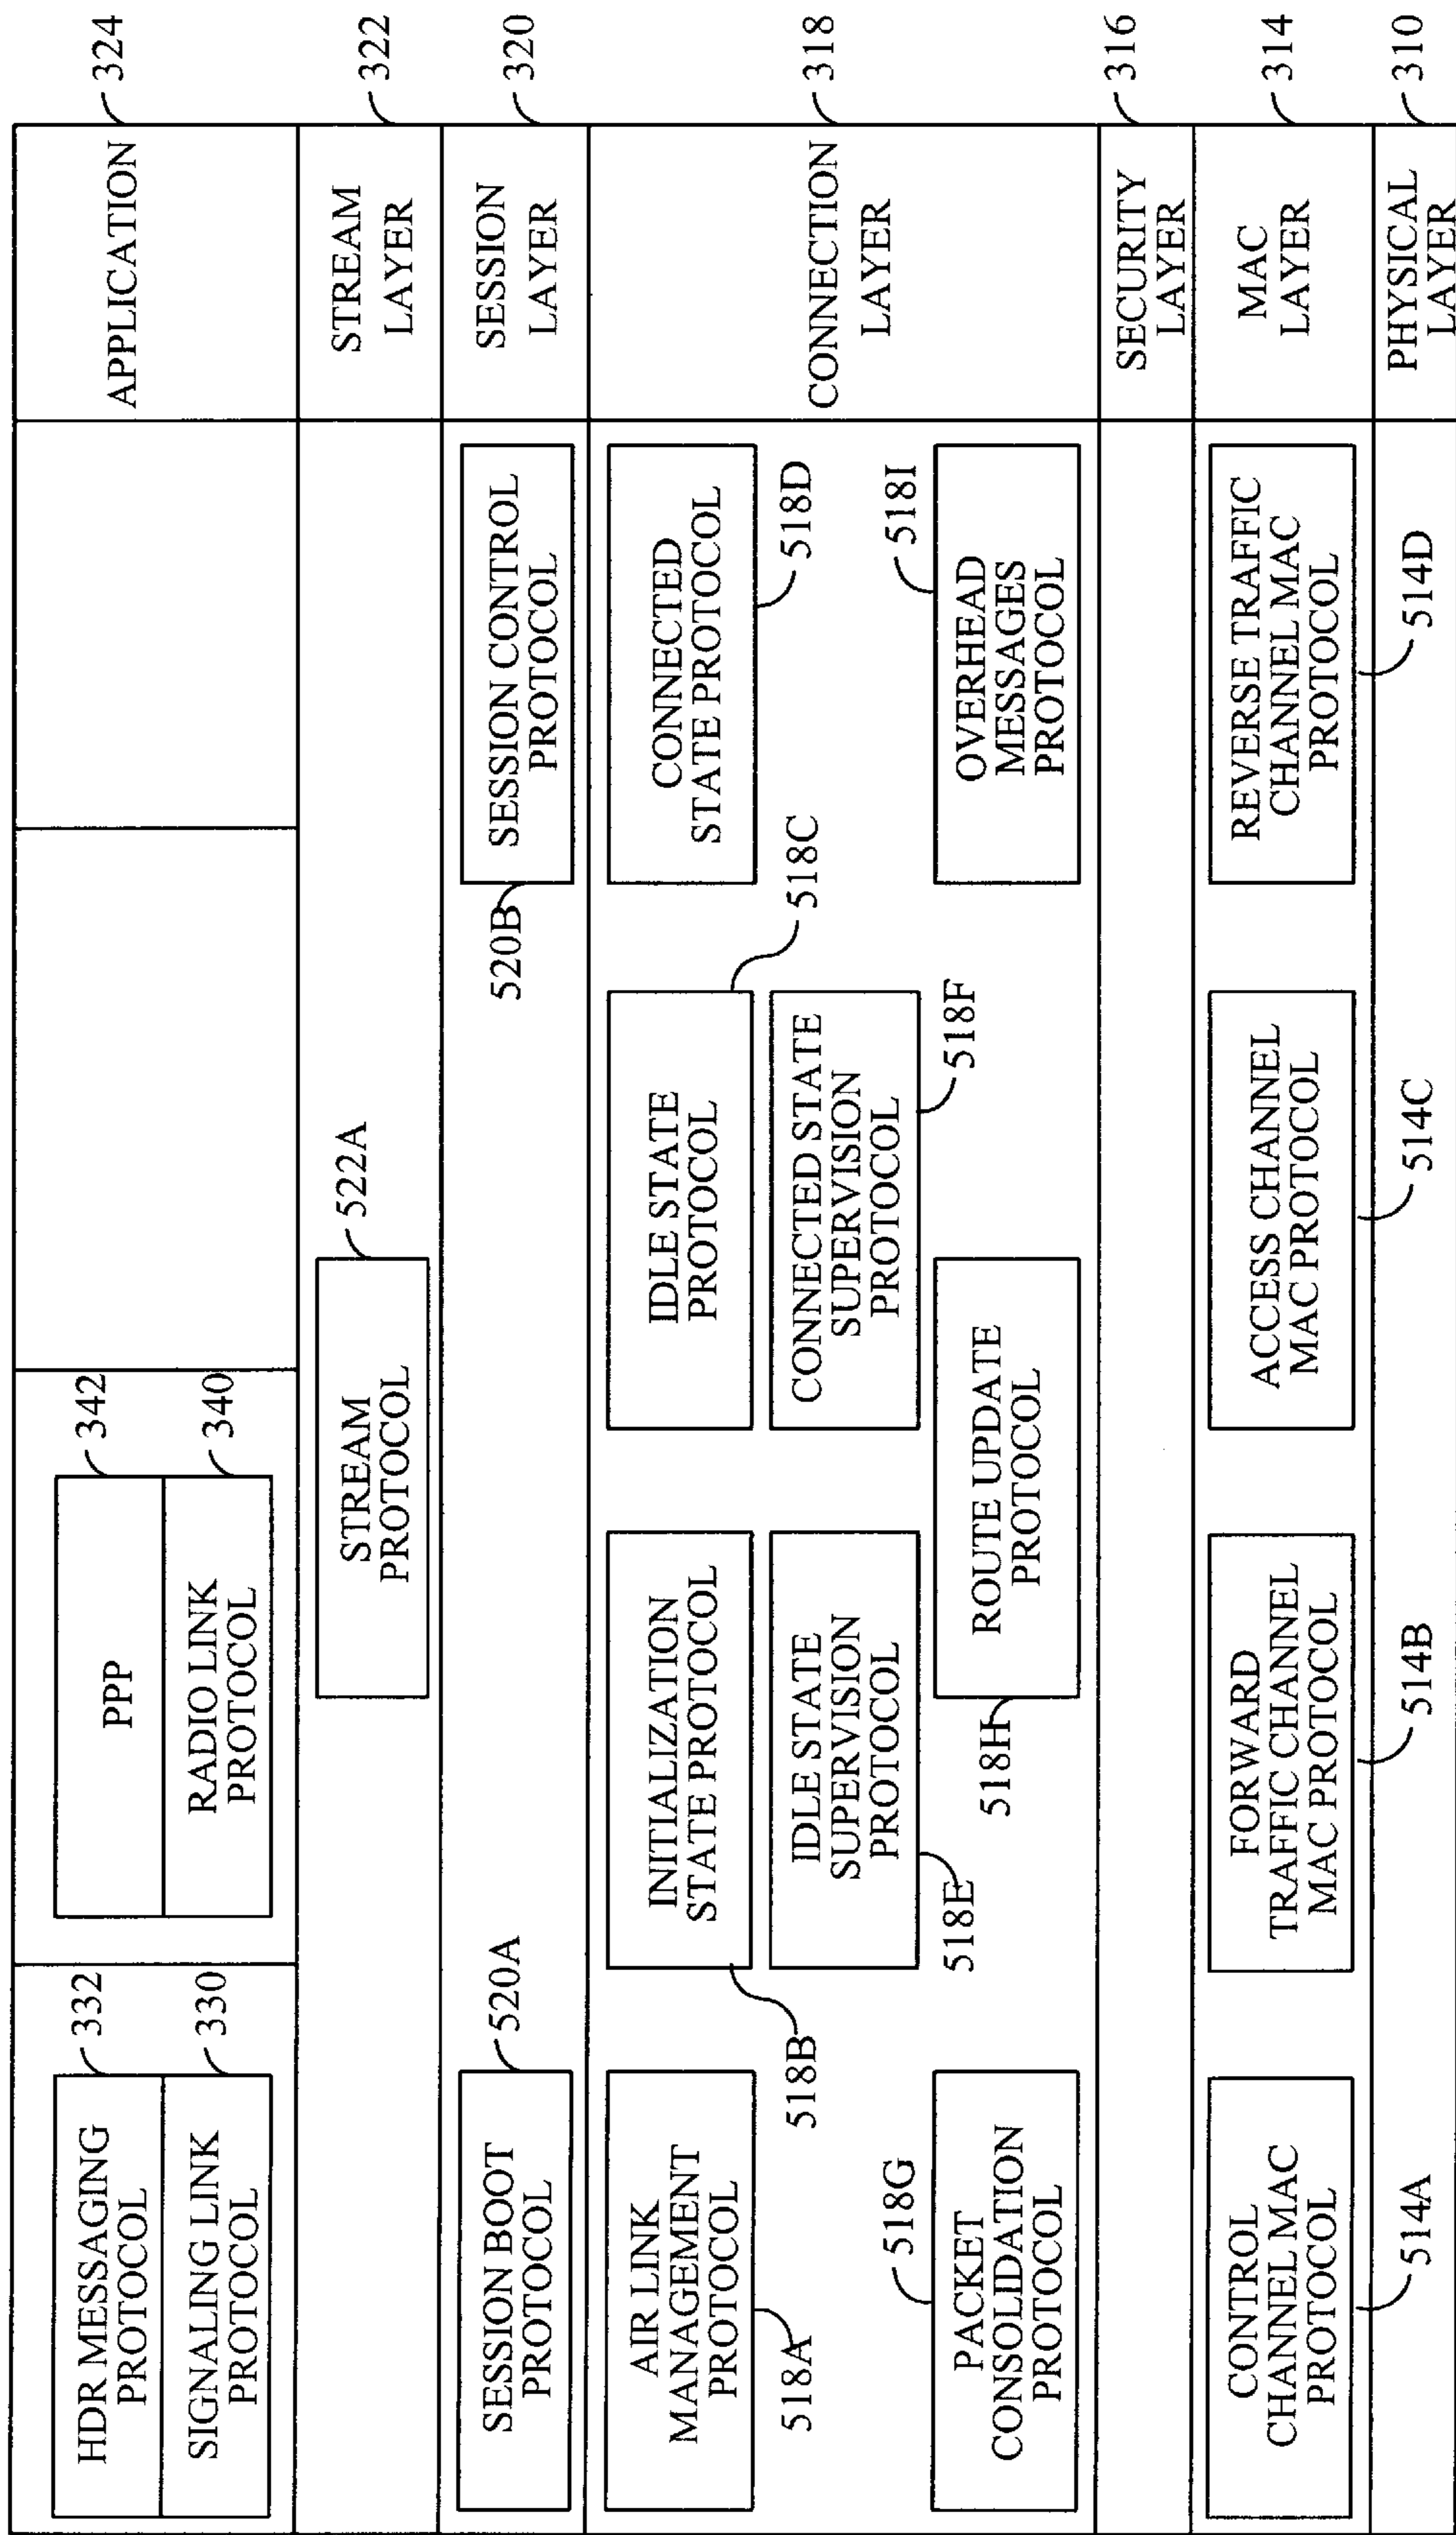 HDR MESSAGING
PROTOCOL
332
SIGNALING LINK
PROTOCOL
330
PPP
342
RADIO LINK
PROTOCOL
340
APPLICATION
324
STREAM
PROTOCOL
522A
STREAM
LAYER
322
SESSION BOOT
PROTOCOL
520A
520B
SESSION CONTROL
PROTOCOL
SESSION
LAYER
320
AIR LINK
MANAGEMENT
PROTOCOL
518A
INITIALIZATION
STATE PROTOCOL
518B
IDLE STATE
PROTOCOL
518C
CONNECTED
STATE PROTOCOL
518D
IDLE STATE
SUPERVISION
PROTOCOL
518E
CONNECTED STATE
SUPERVISION
PROTOCOL
518F
518G
PACKET
CONSOLIDATION
PROTOCOL
518H
ROUTE UPDATE
PROTOCOL
518I
OVERHEAD
MESSAGES
PROTOCOL
CONNECTION
LAYER
318
SECURITY
LAYER
316
CONTROL
CHANNEL MAC
PROTOCOL
514A
FORWARD
TRAFFIC CHANNEL
MAC PROTOCOL
514B
ACCESS CHANNEL
MAC PROTOCOL
514C
REVERSE TRAFFIC
CHANNEL MAC
PROTOCOL
514D
MAC
LAYER
314
PHYSICAL
LAYER
310